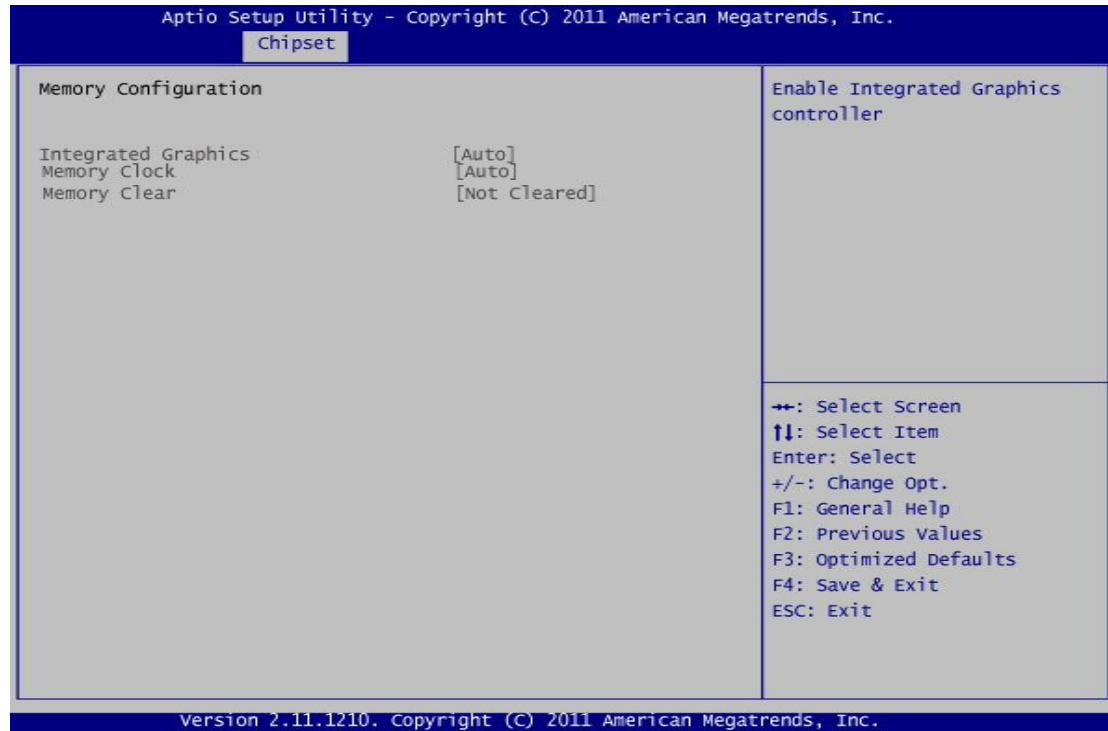 Aptio Setup Utility - Copyright (C) 2011 American Megatrends, Inc.
Chipset
Memory Configuration
Integrated Graphics [Auto]
Memory Clock [Auto]
Memory Clear [Not Cleared]
Enable Integrated Graphics
controller
→←: Select Screen
↑↓: Select Item
Enter: Select
+/-: Change Opt.
F1: General Help
F2: Previous Values
F3: Optimized Defaults
F4: Save & Exit
ESC: Exit
Version 2.11.1210. Copyright (C) 2011 American Megatrends, Inc.